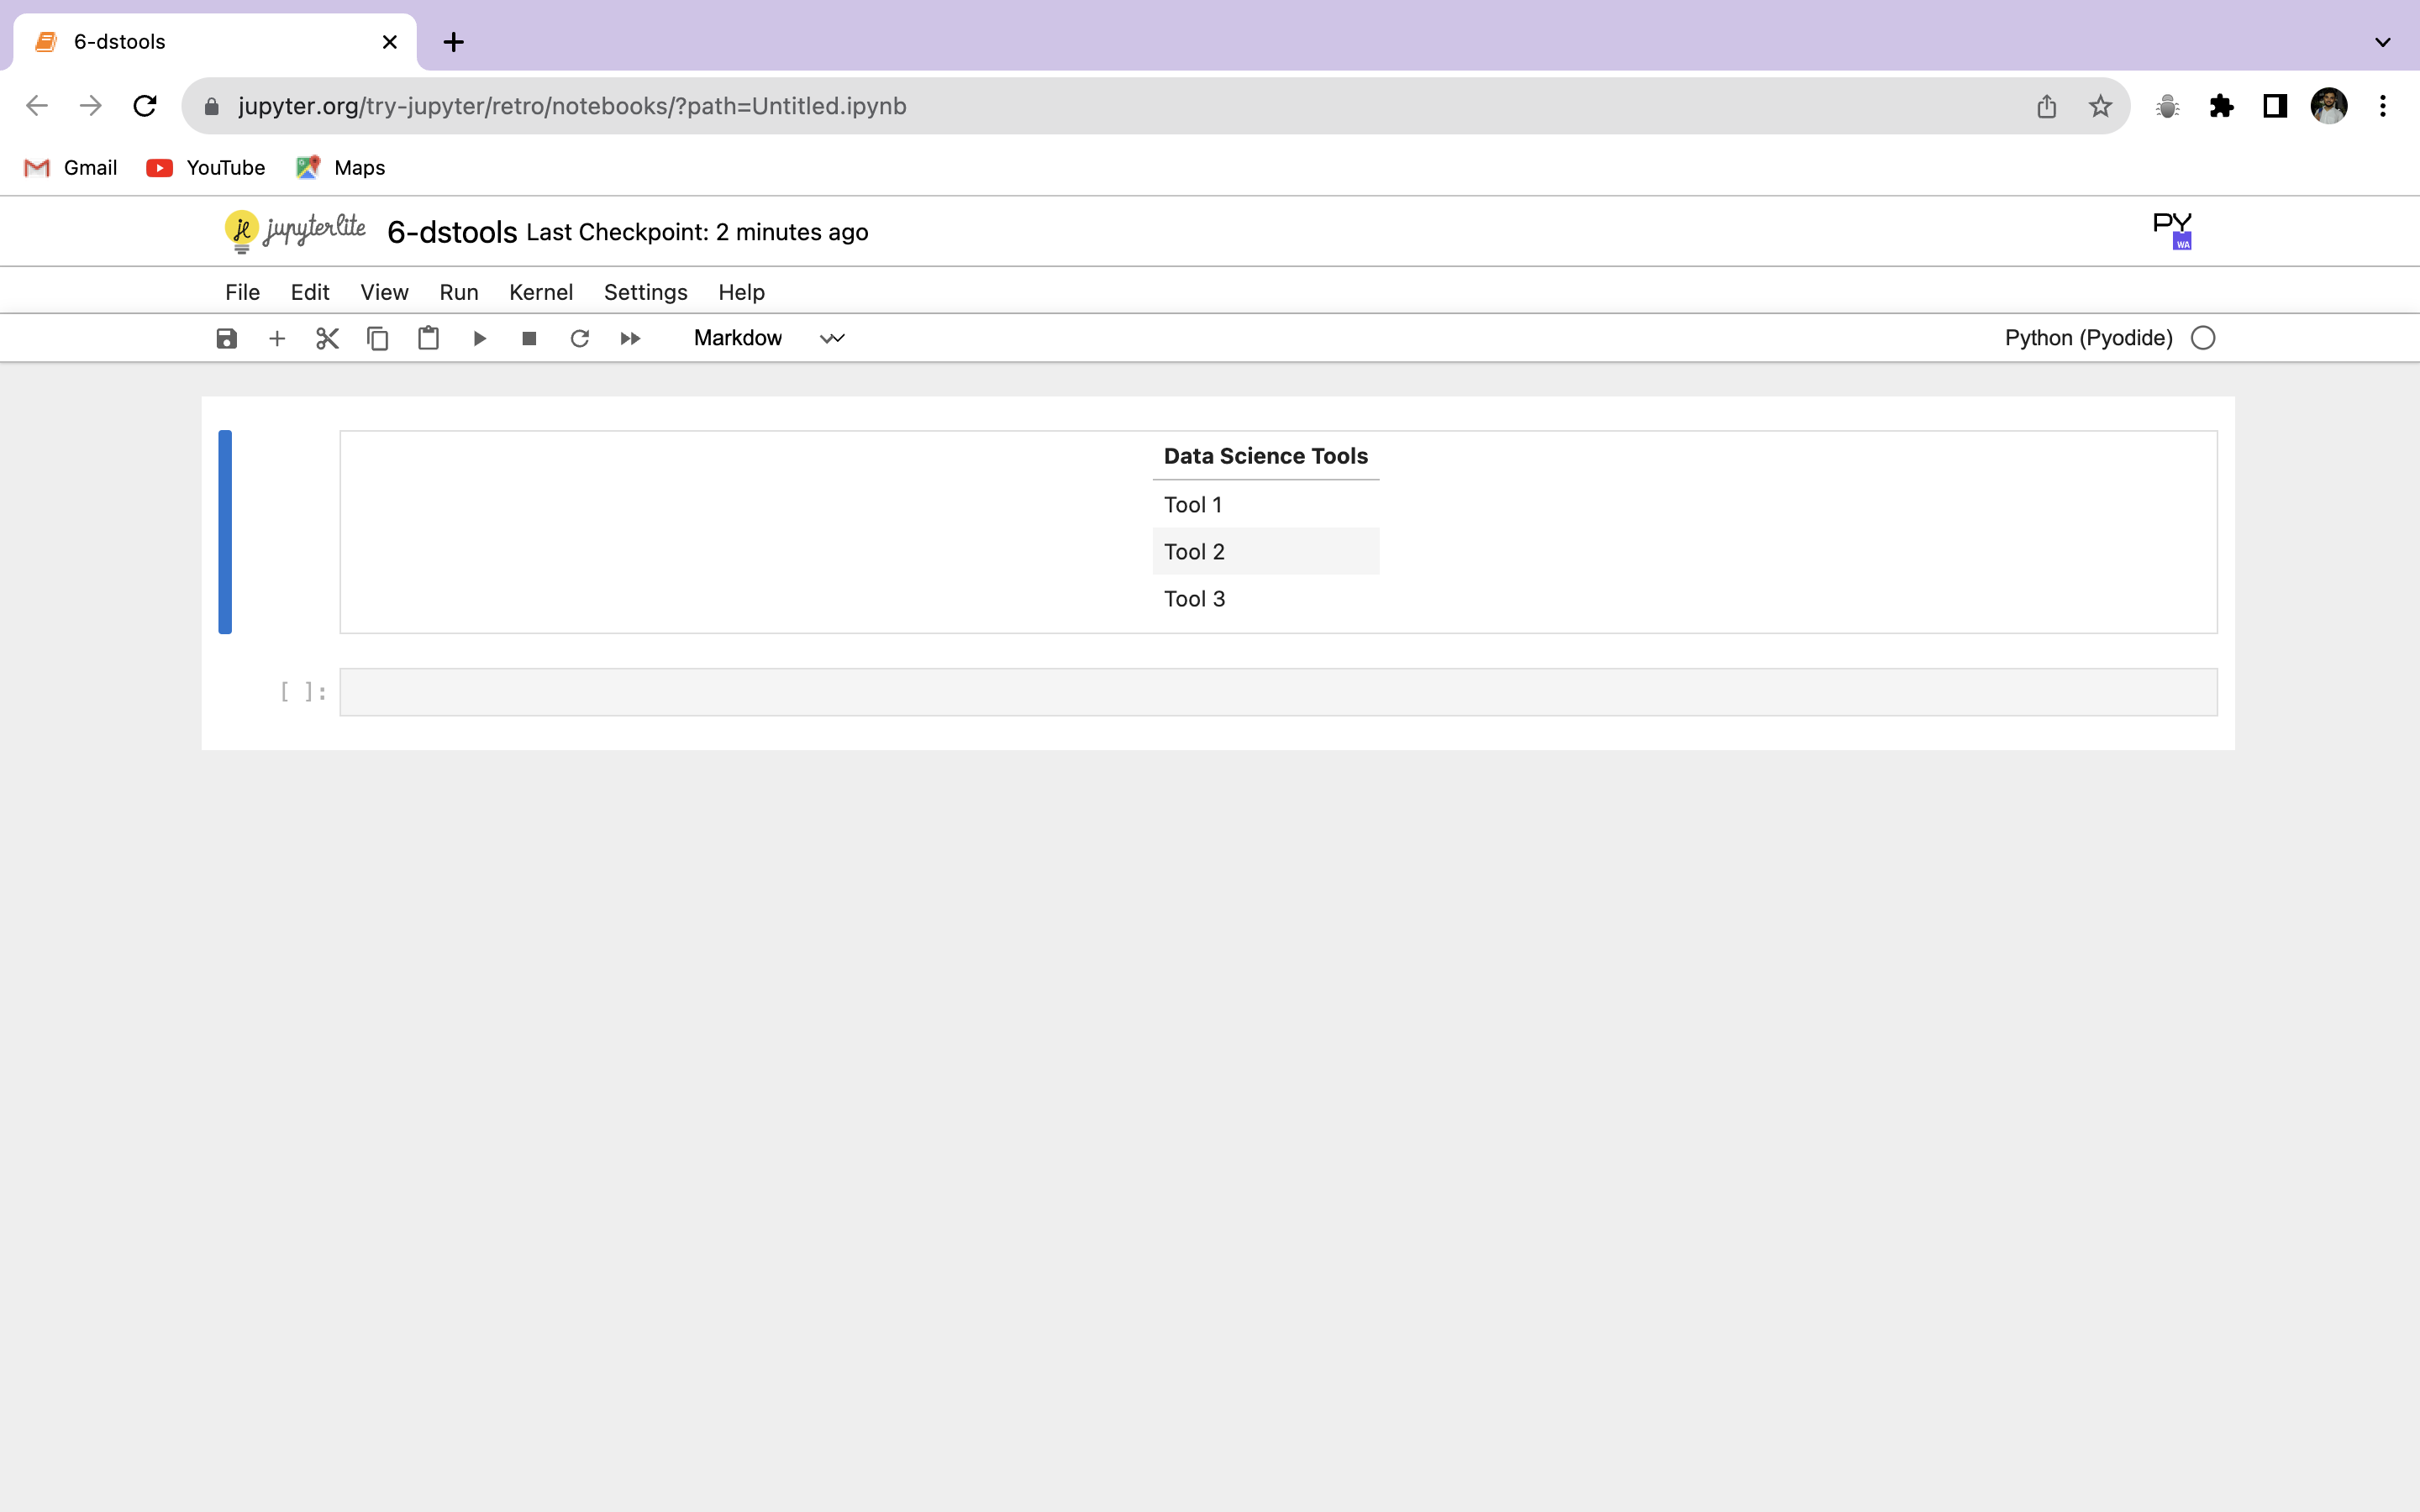 6-dstools
jupyter.org/try-jupyter/retro/notebooks/?path=Untitled.ipynb
Gmail YouTube Maps
jupyterlite 6-dstools Last Checkpoint: 2 minutes ago PY WA
File Edit View Run Kernel Settings Help
Markdow Python (Pyodide)
Data Science Tools
Tool 1
Tool 2
Tool 3
[ ]: